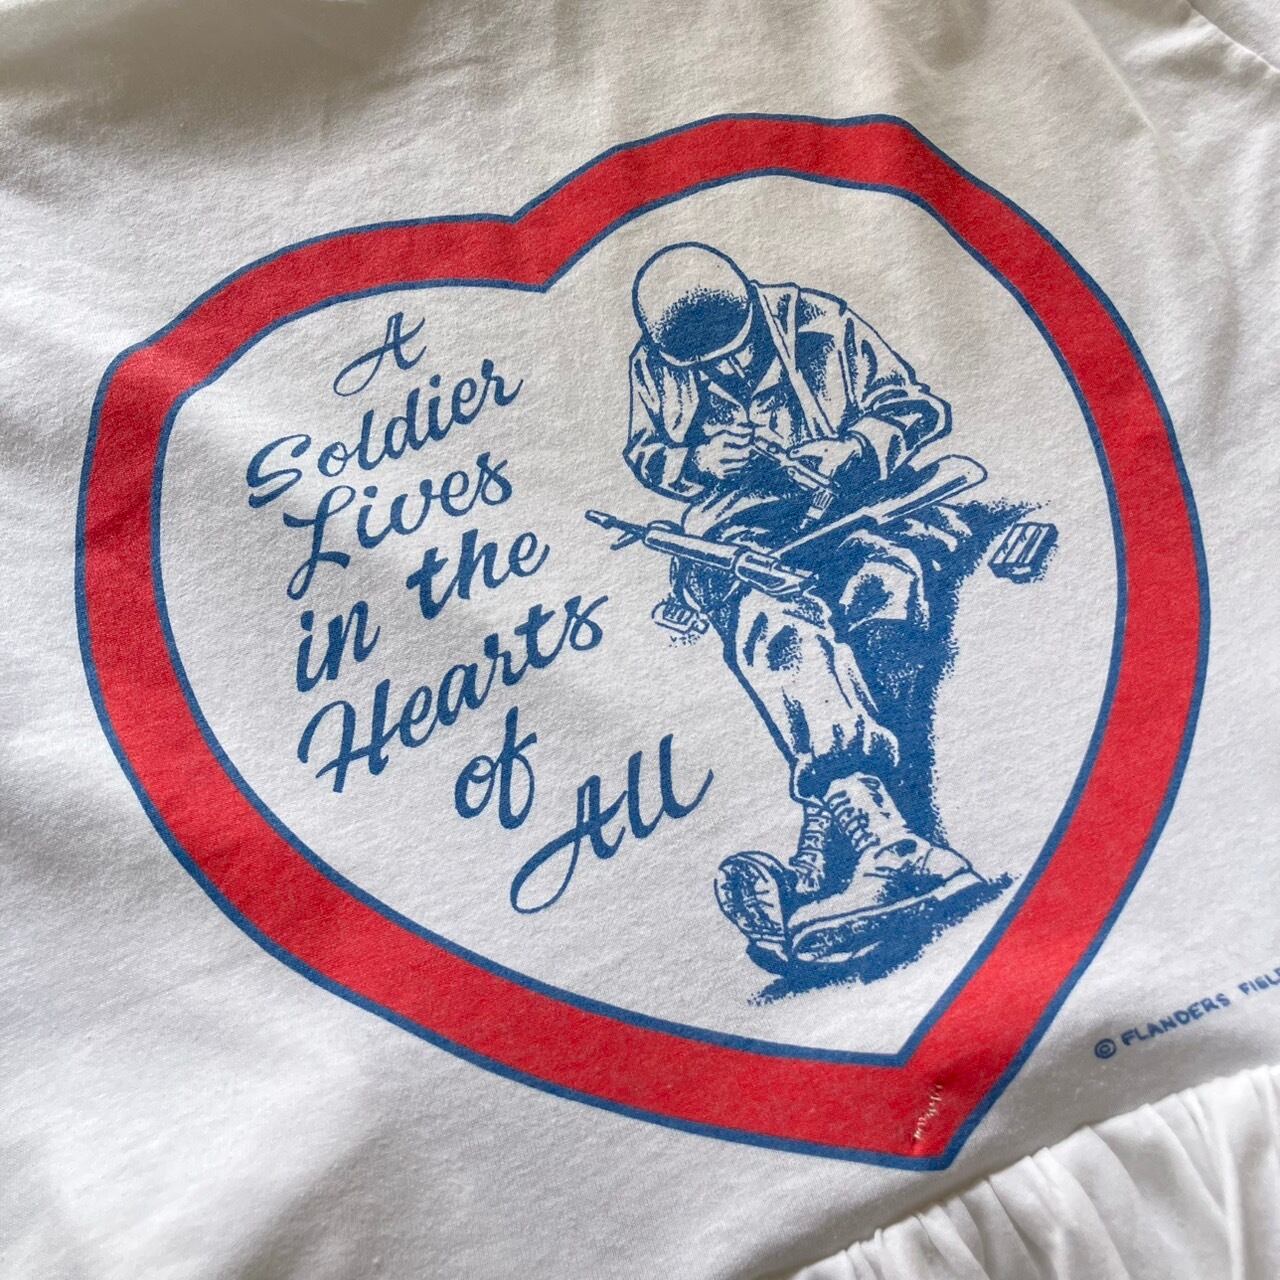 A
Soldier
Lives
in the
Hearts
of
All
© FLANDERS